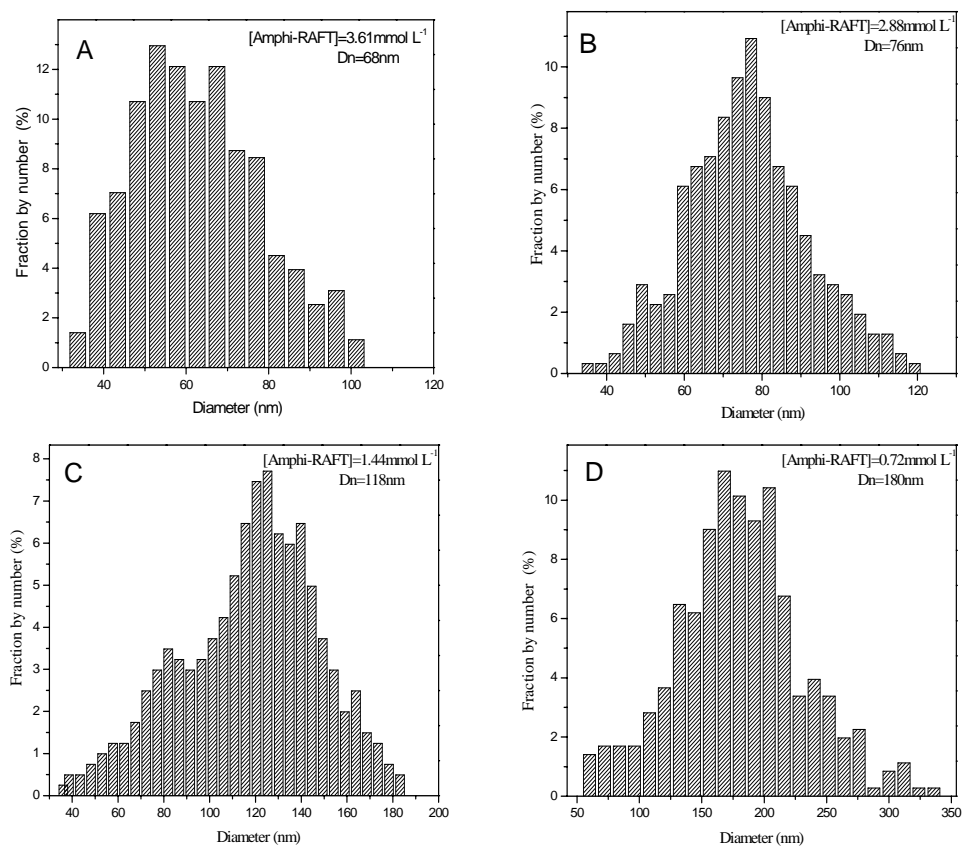 A
[Amphi-RAFT]=3.61mmol L-1
Dn=68nm
Fraction by number (%)
12
10
8
6
4
2
0
40
60
80
100
120
Diameter (nm)
B
[Amphi-RAFT]=2.88mmol L-1
Dn=76nm
Fraction by number (%)
10
8
6
4
2
0
40
60
80
100
120
Diameter (nm)
C
[Amphi-RAFT]=1.44mmol L-1
Dn=118nm
Fraction by number (%)
8
7
6
5
4
3
2
1
0
40
60
80
100
120
140
160
180
200
Diameter (nm)
D
[Amphi-RAFT]=0.72mmol L-1
Dn=180nm
Fraction by number (%)
10
8
6
4
2
0
50
100
150
200
250
300
350
Diameter (nm)